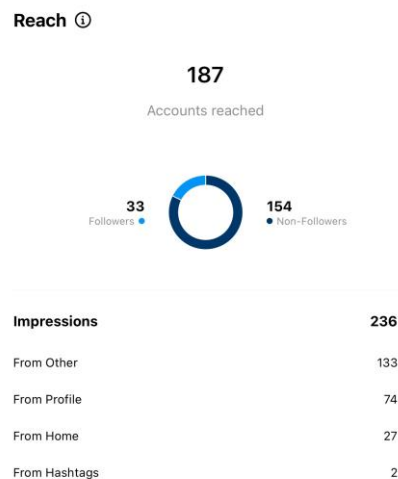 Reach
187
Accounts reached
33
Followers
154
Non-Followers
Impressions 236
From Other 133
From Profile 74
From Home 27
From Hashtags 2